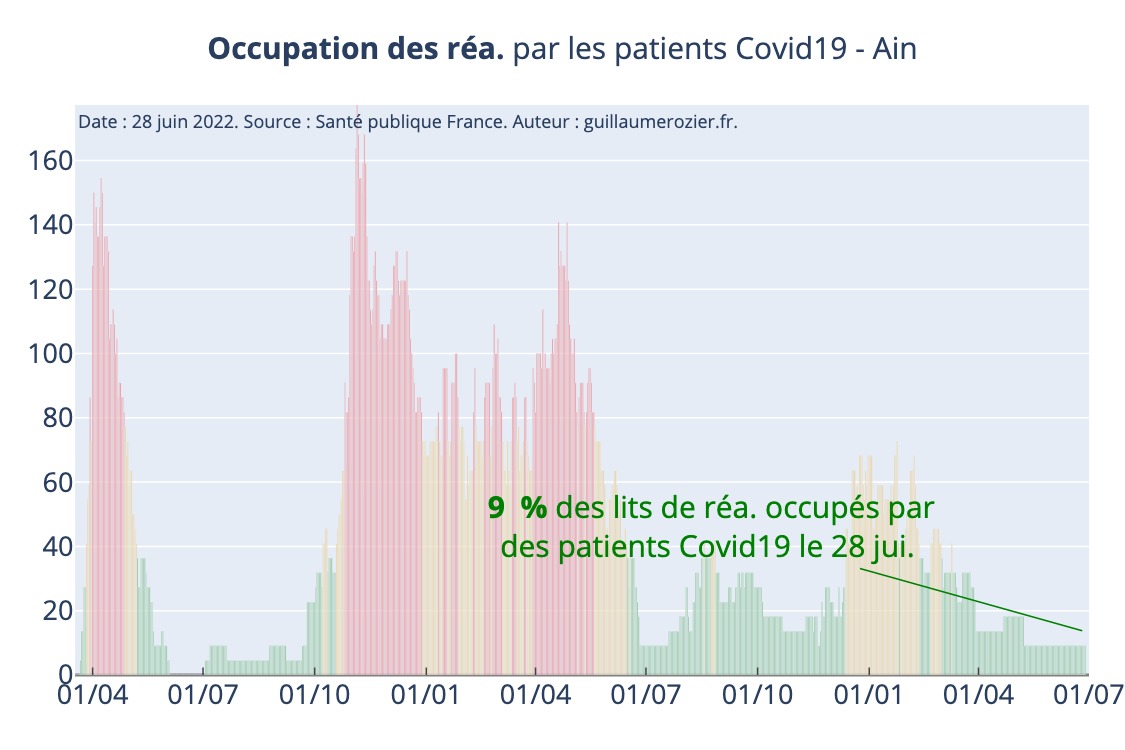 Occupation des réa. par les patients Covid19 - Ain
Date : 28 juin 2022. Source : Santé publique France. Auteur : guillaumerozier.fr.
160
140
120
100
80
60
40
20
0
9 % des lits de réa. occupés par
des patients Covid19 le 28 jui.
01/04 01/07 01/10 01/01 01/04 01/07 01/10 01/01 01/04 01/07